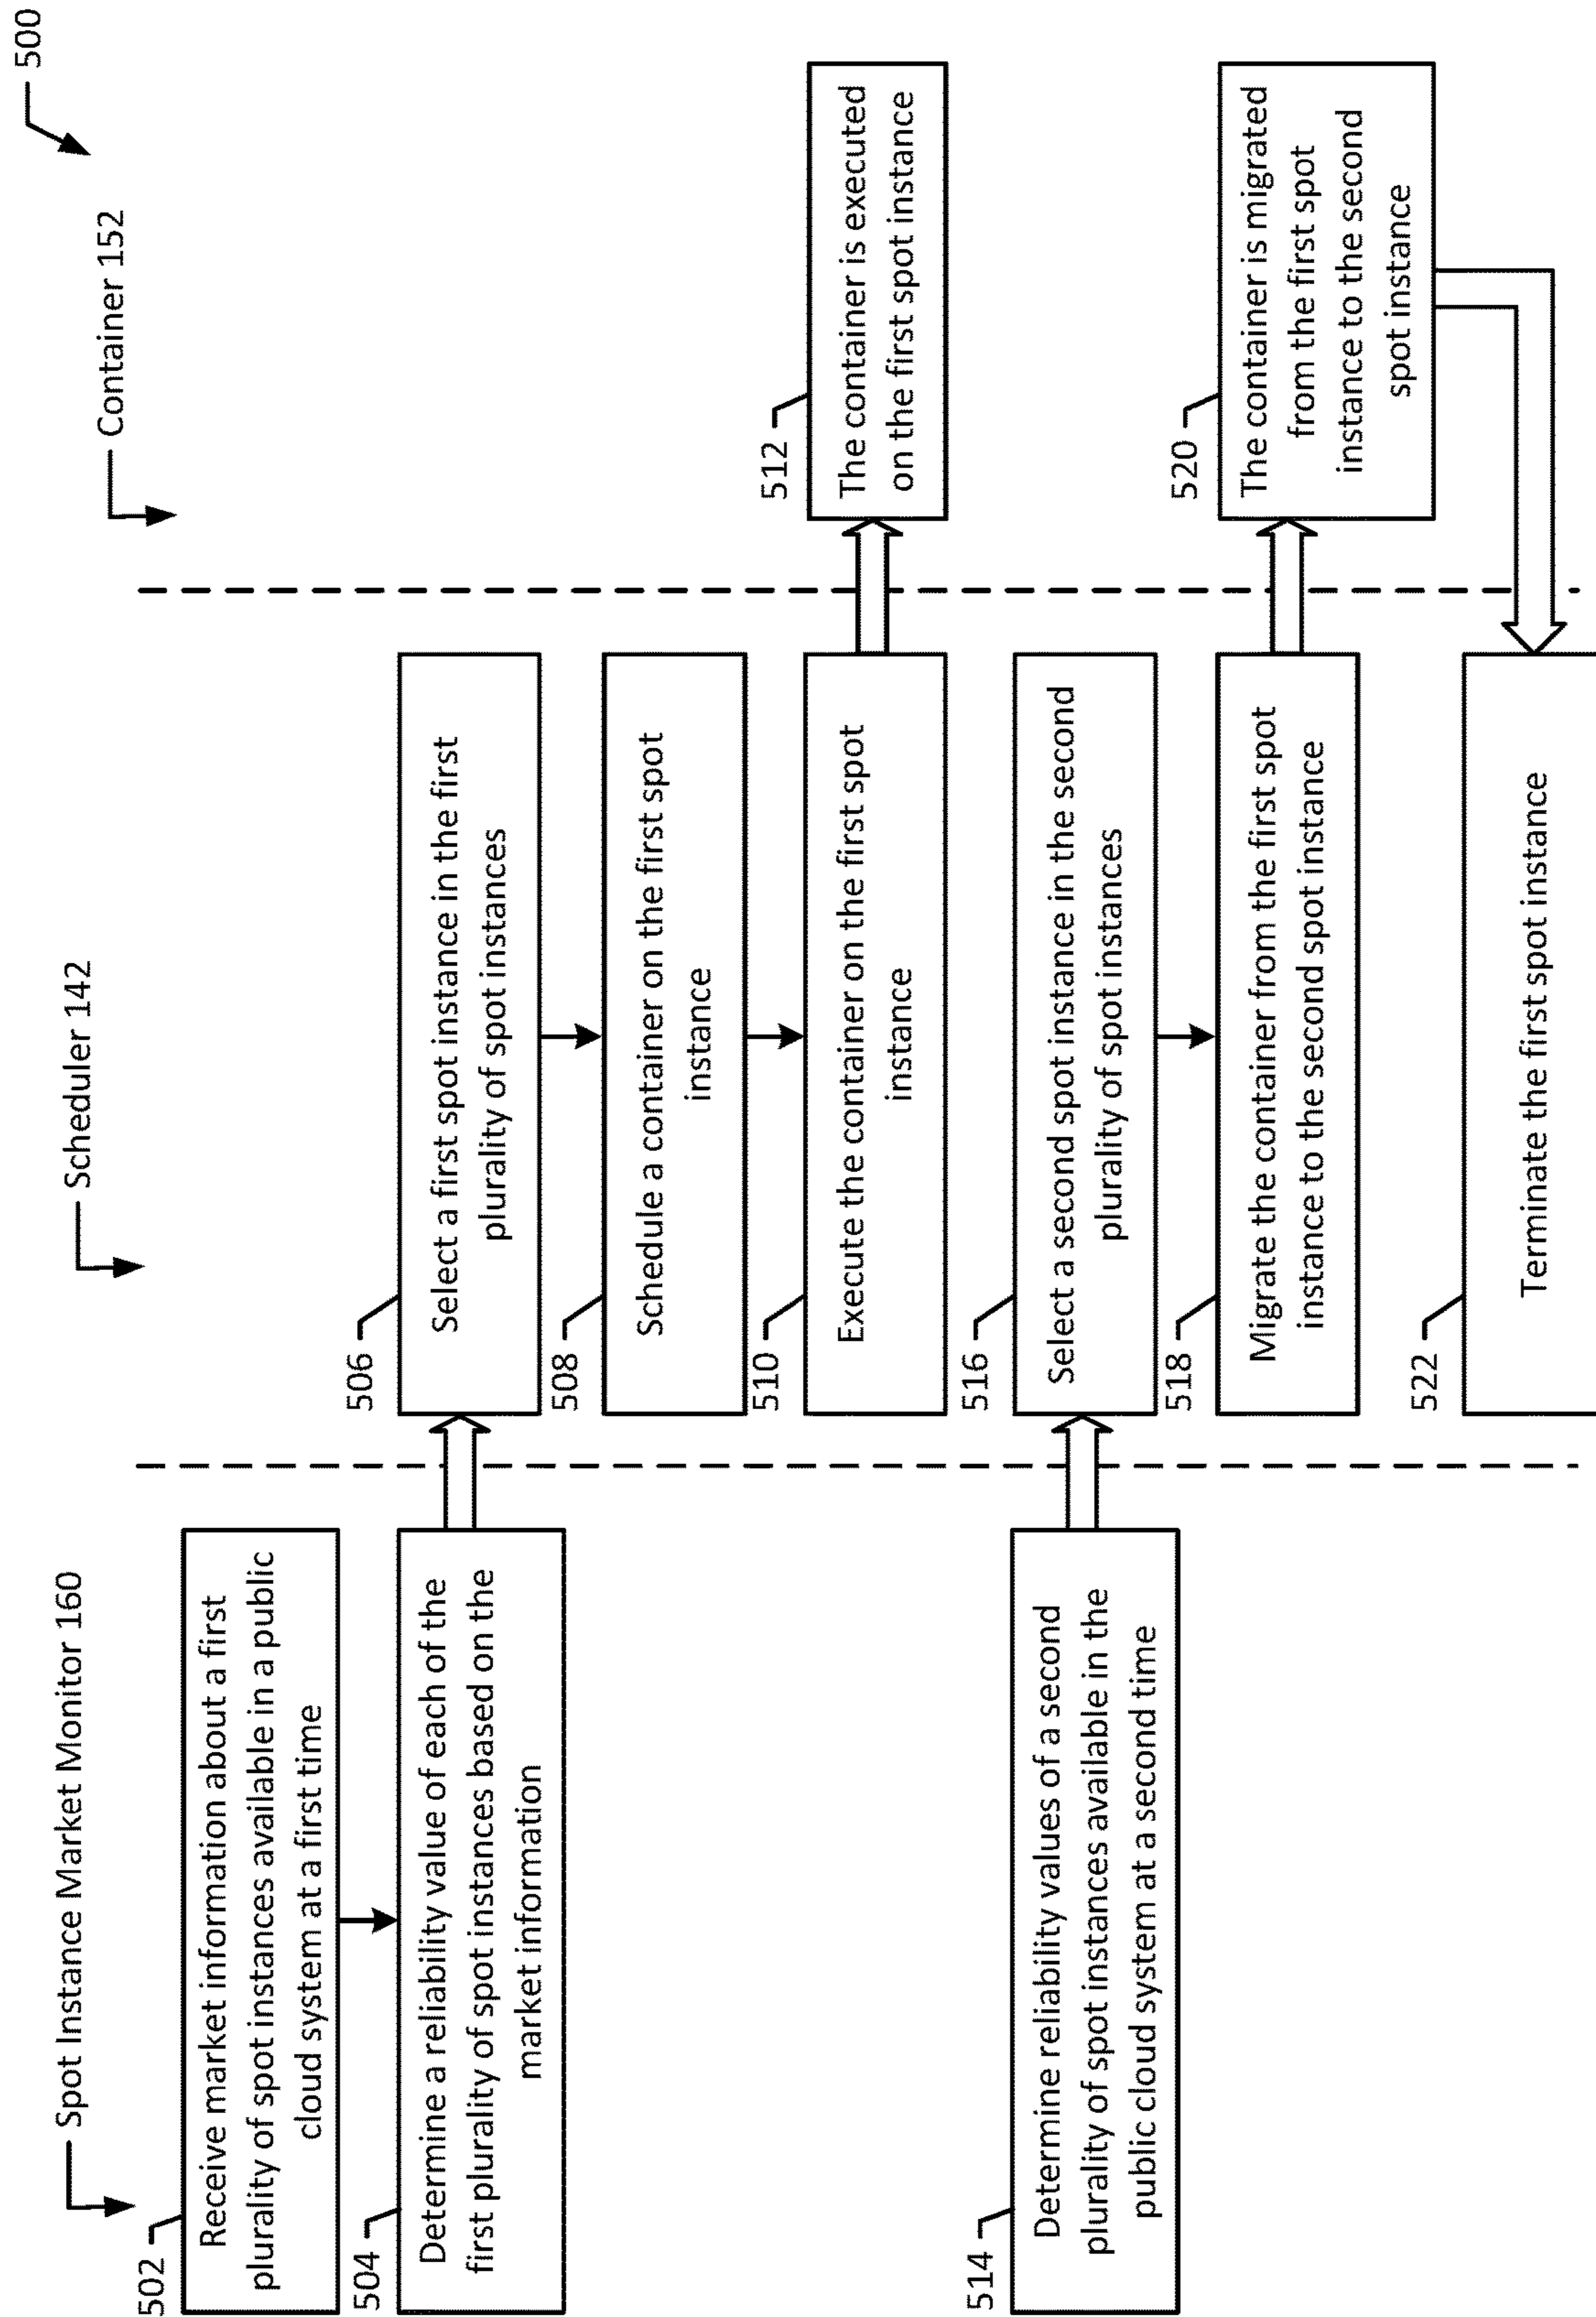 500
Spot Instance Market Monitor 160
Scheduler 142
Container 152
502
Receive market information about a first
plurality of spot instances available in a public
cloud system at a first time
504
Determine a reliability value of each of the
first plurality of spot instances based on the
market information
506
Select a first spot instance in the first
plurality of spot instances
508
Schedule a container on the first spot
instance
510
Execute the container on the first spot
instance
512
The container is executed
on the first spot instance
514
Determine reliability values of a second
plurality of spot instances available in the
public cloud system at a second time
516
Select a second spot instance in the second
plurality of spot instances
518
Migrate the container from the first spot
instance to the second spot instance
520
The container is migrated
from the first spot
instance to the second
spot instance
522
Terminate the first spot instance